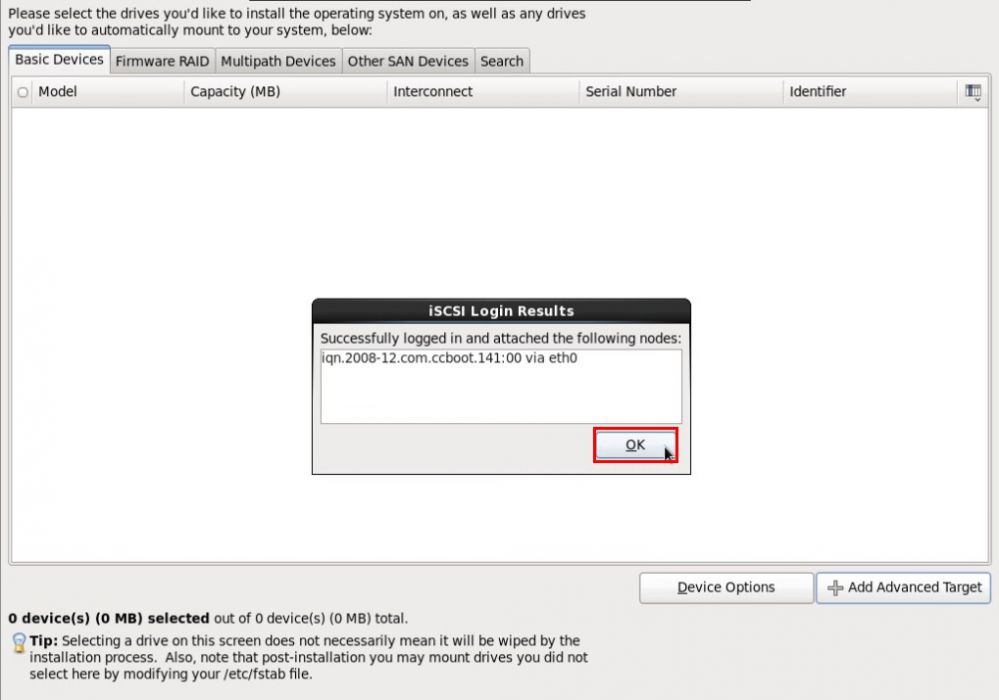 Please select the drives you'd like to install the operating system on, as well as any drives
you'd like to automatically mount to your system, below:
Basic Devices Firmware RAID Multipath Devices Other SAN Devices Search
Model Capacity (MB) Interconnect Serial Number Identifier
iSCSI Login Results
Successfully logged in and attached the following nodes:
iqn.2008-12.com.ccboot.141:00 via eth0
OK
Device Options Add Advanced Target
0 device(s) (0 MB) selected out of 0 device(s) (0 MB) total.
Tip: Selecting a drive on this screen does not necessarily mean it will be wiped by the
installation process. Also, note that post-installation you may mount drives you did not
select here by modifying your /etc/fstab file.